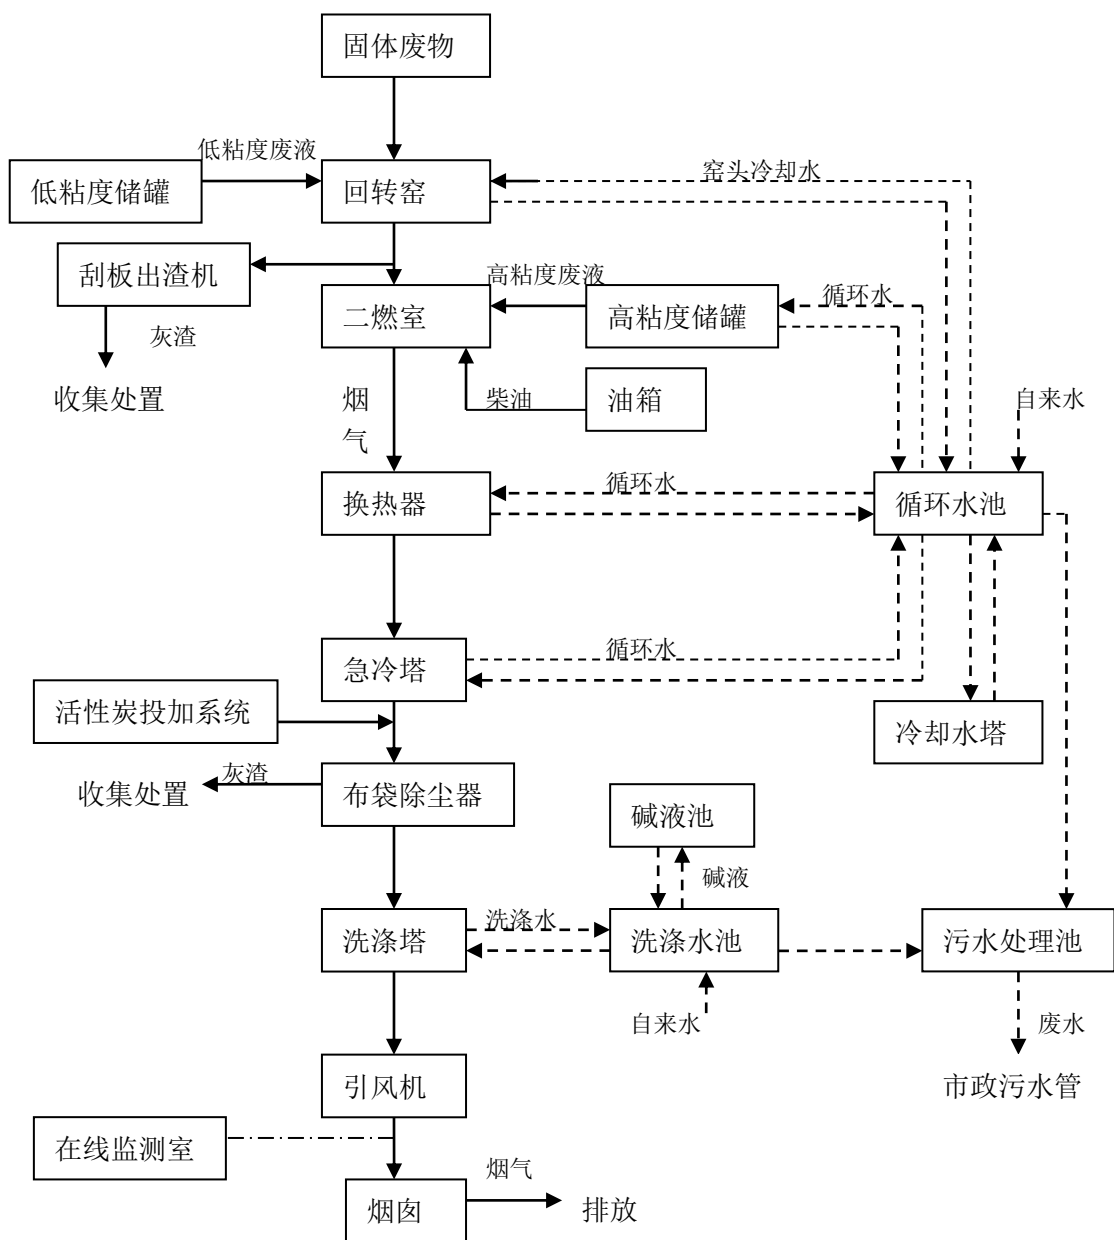 固体废物
低粘度废液
窑头冷却水
低粘度储罐
回转窑
刮板出渣机
高粘度废液
循环水
二燃室
高粘度储罐
灰渣
收集处置
烟
气
柴油
油箱
自来水
换热器
循环水
循环水池
急冷塔
循环水
活性炭投加系统
冷却水塔
灰渣
收集处置
布袋除尘器
碱液池
碱液
洗涤塔
洗涤水
洗涤水池
污水处理池
自来水
废水
引风机
市政污水管
在线监测室
烟气
烟囱
排放